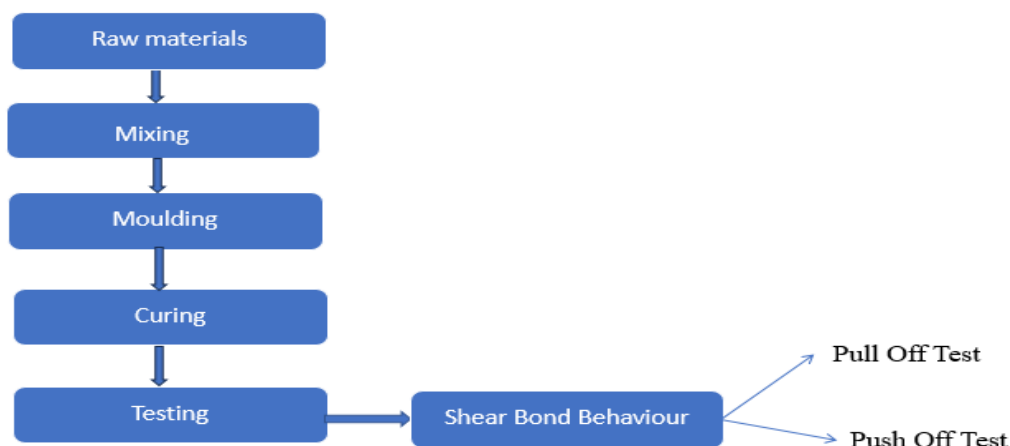 Raw materials
Mixing
Moulding
Curing
Testing
Shear Bond Behaviour
Pull Off Test
Push Off Test